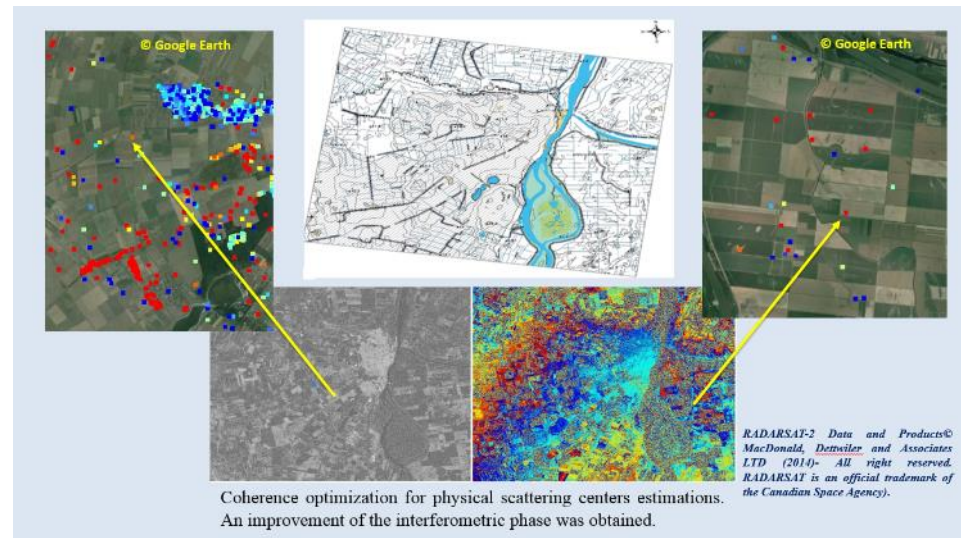 © Google Earth
© Google Earth
RADARSAT-2 Data and Products©
MacDonald, Dettwiler and Associates
LTD (2014)- All right reserved.
RADARSAT is an official trademark of
the Canadian Space Agency).
Coherence optimization for physical scattering centers estimations.
An improvement of the interferometric phase was obtained.